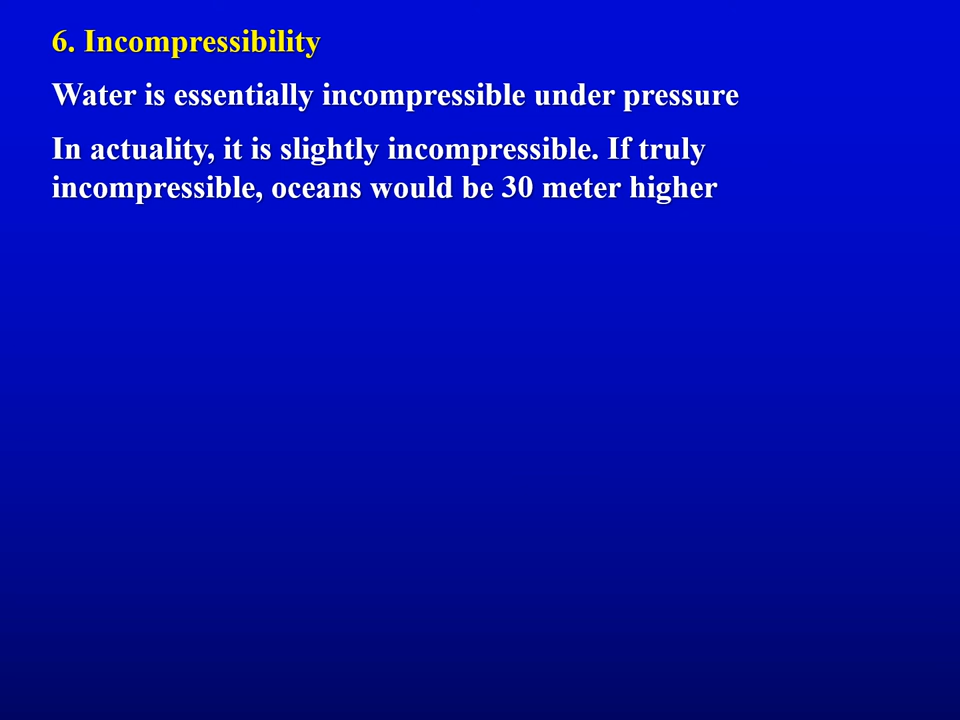 6. Incompressibility
Water is essentially incompressible under pressure
In actuality, it is slightly incompressible. If truly
incompressible, oceans would be 30 meter higher